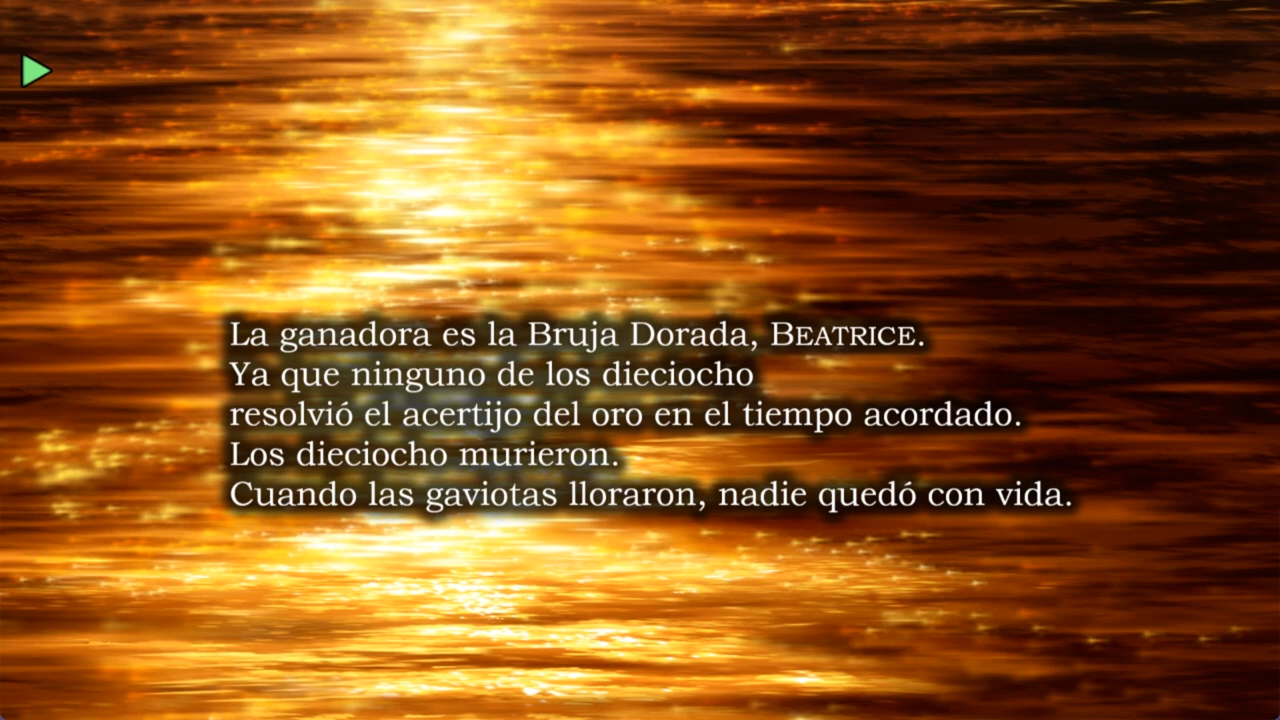 La ganadora es la Bruja Dorada, BEATRICE.
Ya que ninguno de los dieciocho
resolvió el acertijo del oro en el tiempo acordado.
Los dieciocho murieron.
Cuando las gaviotas lloraron, nadie quedó con vida.